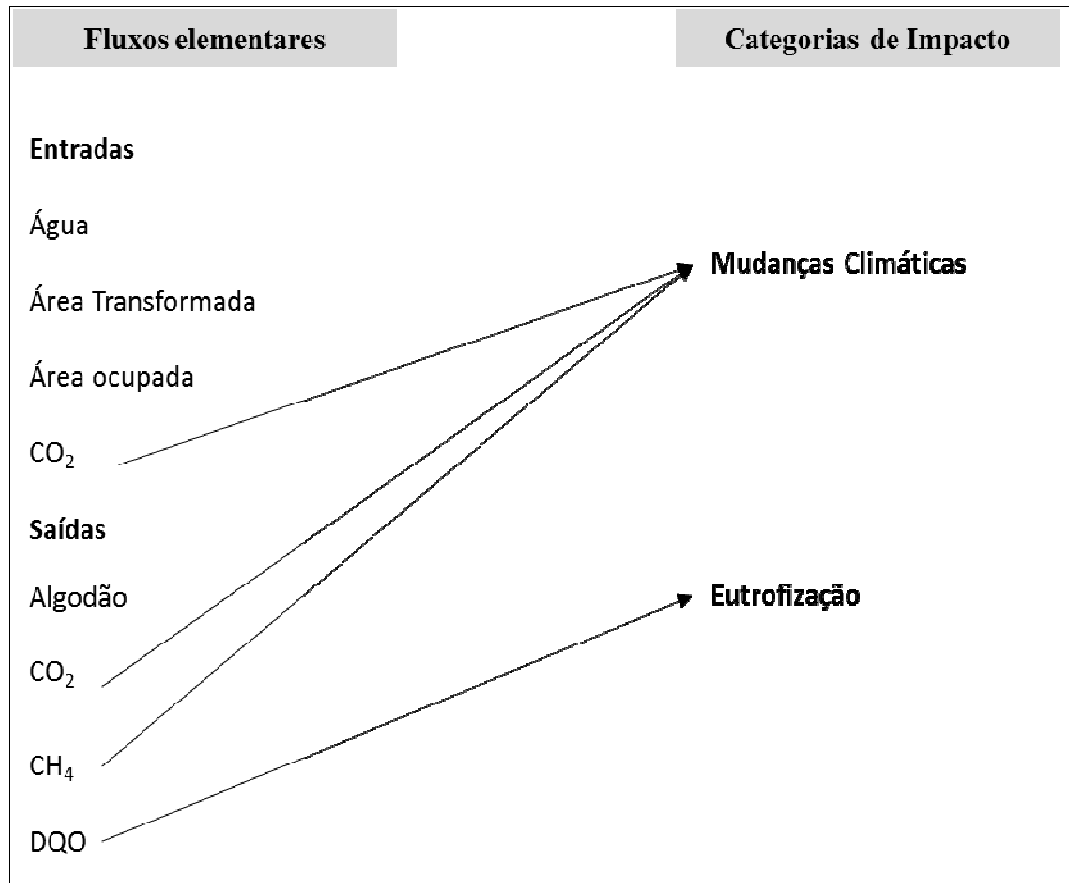 Fluxos elementares
Categorias de Impacto
Entradas
Água
Mudanças Climáticas
Área Transformada
Área ocupada
CO₂
Saídas
Algodão
Eutrofização
CO₂
CH₄
DQO